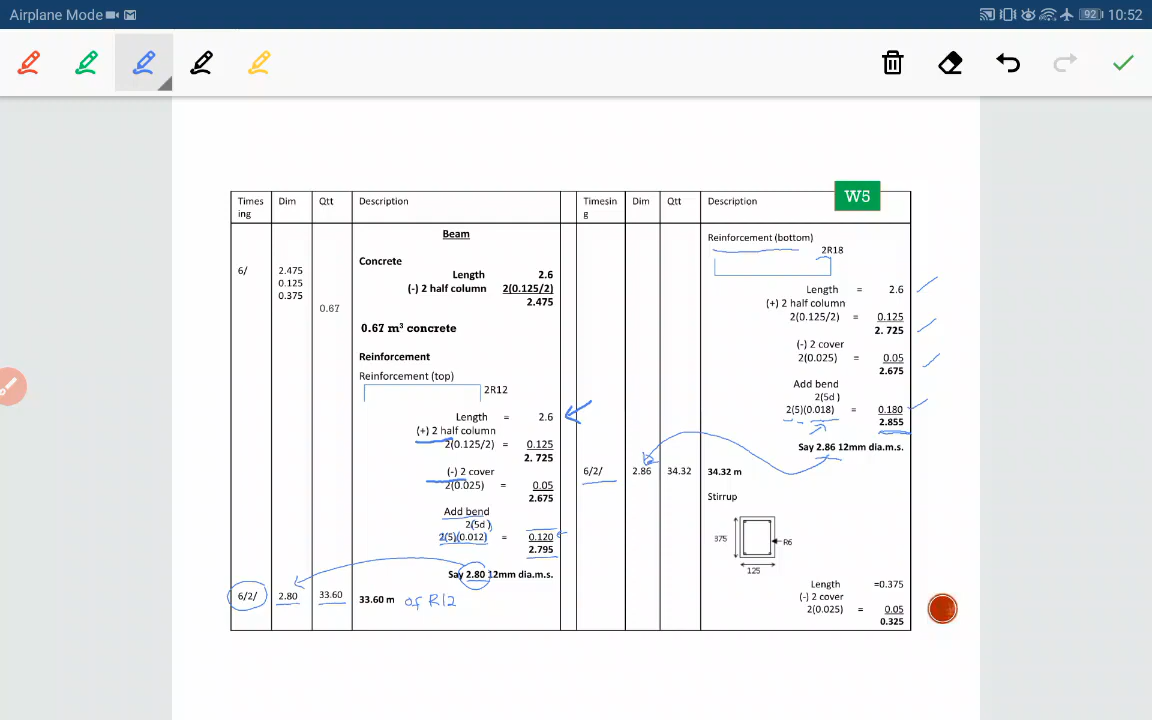 Airplane Mode
92 10:52
W5
Times
ing
Dim
Qtt
Description
Beam
Concrete
6/
2.475
0.125
0.375
Length 2.6
(-) 2 half column 2(0.125/2)
2.475
0.67
0.67 m³ concrete
Reinforcement
Reinforcement (top)
2R12
Length = 2.6
(+) 2 half column
2(0.125/2) = 0.125
2. 725
(-) 2 cover
2(0.025) = 0.05
2.675
Add bend
2(5d)
2(5)(0.012) = 0.120
2.795
Say 2.80 12mm dia.m.s.
6/2/ 2.80 33.60 33.60 m of R12
Timesin
g
Dim
Qtt
Description
Reinforcement (bottom)
2R18
Length = 2.6
(+) 2 half column
2(0.125/2) = 0.125
2. 725
(-) 2 cover
2(0.025) = 0.05
2.675
Add bend
2(5d)
2(5)(0.018) = 0.180
2.855
Say 2.86 12mm dia.m.s.
6/2/ 2.86 34.32 34.32 m
Stirrup
375
R6
125
Length =0.375
(-) 2 cover
2(0.025) = 0.05
0.325